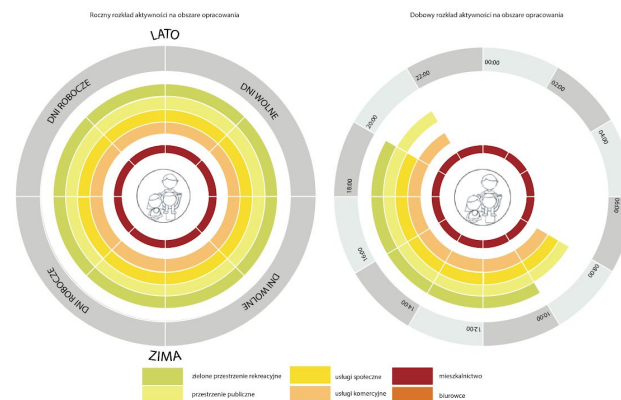 Roczny rozkład aktywności na obszare opracowania
Dobowy rozkład aktywności na obszare opracowania
LATO
DNI ROBOCZE
DNI WOLNE
DNI ROBOCZE
DNI WOLNE
ZIMA
00:00
02:00
04:00
06:00
08:00
10:00
12:00
14:00
16:00
18:00
20:00
22:00
zielone przestrzenie rekreacyjne
usługi społeczne
mieszkalnictwo
przestrzenie publiczne
usługi komercyjne
biurowce